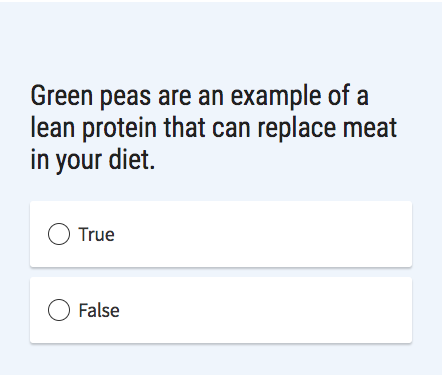 Green peas are an example of a
lean protein that can replace meat
in your diet.
True
False